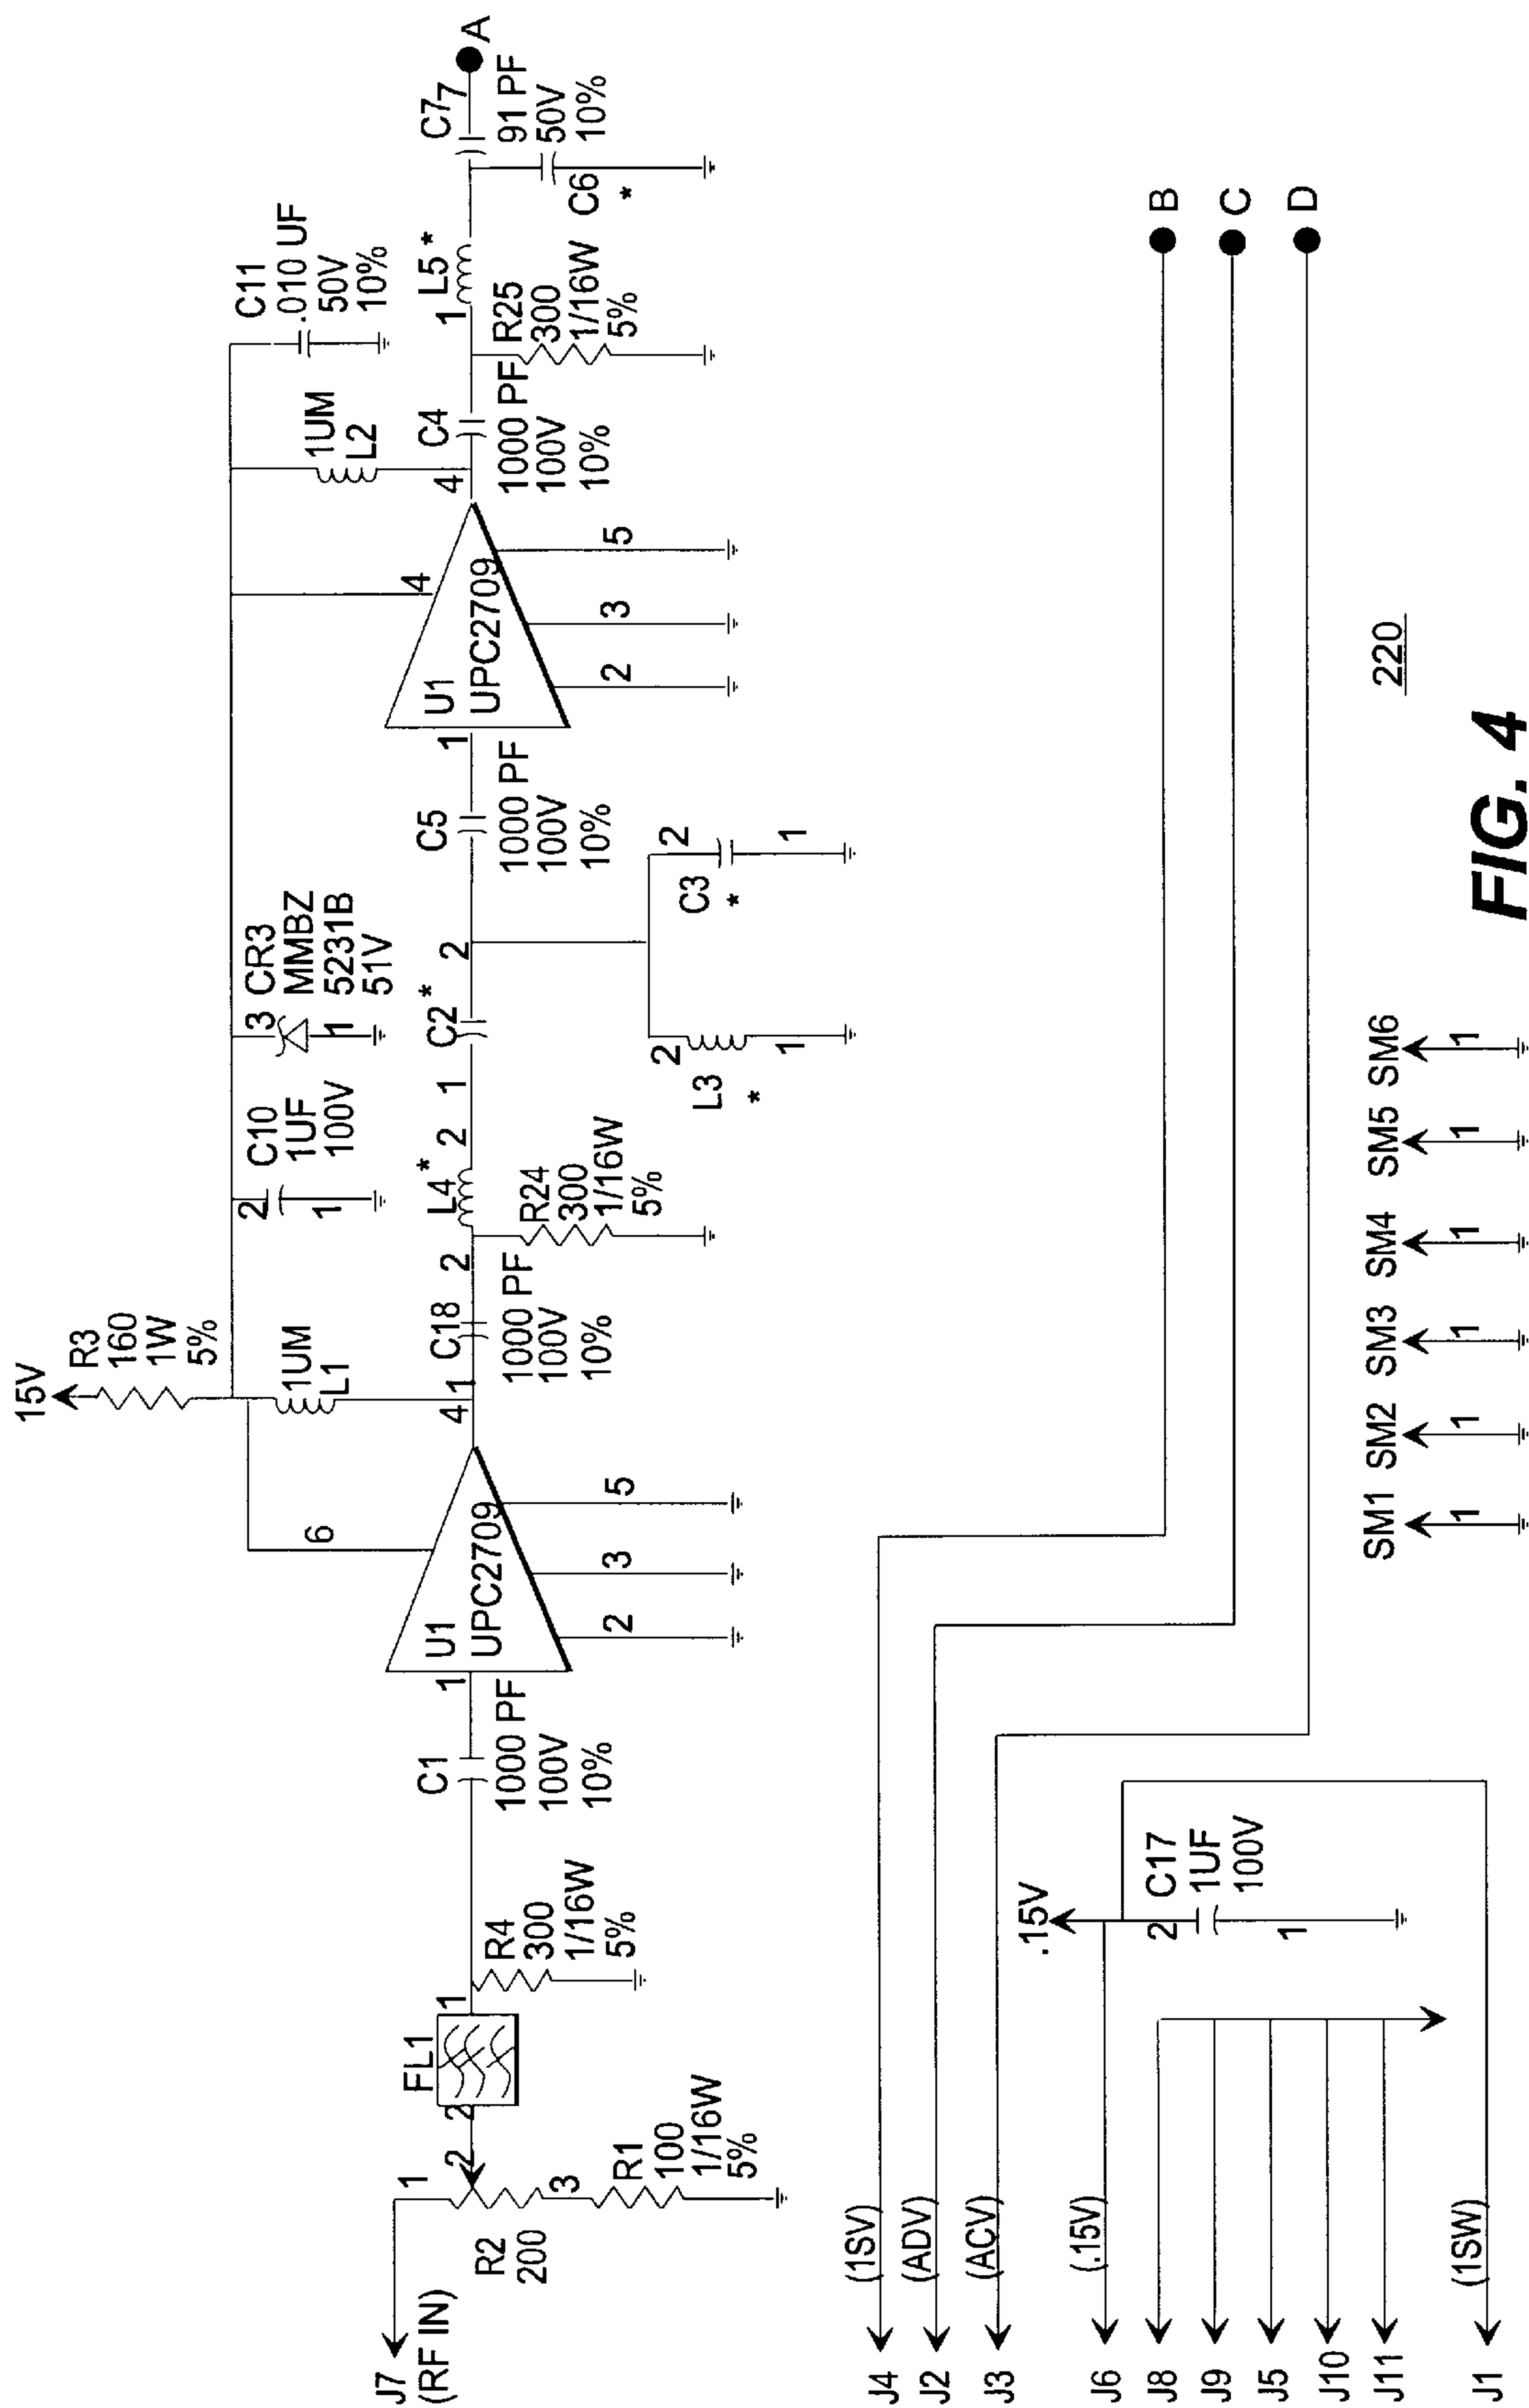 15V
R3
160
1W
5%
1UM
L1
2
C10
1UF
100V
1
3
CR3
MMBZ
5231B
51V
1
1UM
L2
C11
.010 UF
50V
10%
J7
(RF IN)
1
R2
200
2
3
R1
100
1/16W
5%
2
FL1
1
R4
300
1/16W
5%
C1
1000 PF
100V
10%
1
U1
UPC2709
6
2
3
5
4
1
C18
1000 PF
100V
10%
2
R24
300
1/16W
5%
L4 *
2
1
C2 *
2
L3
*
2
1
C3
*
2
1
C5
1000 PF
100V
10%
1
U1
UPC2709
4
2
3
5
4
C4
1000 PF
100V
10%
R25
300
1/16W
5%
1
L5 *
C6
*
C7
7
91 PF
50V
10%
A
J4
(1SV)
B
J2
(ADV)
C
J3
(ACV)
D
J6
(.15V)
.15V
2
C17
1UF
100V
1
J8
J9
J5
J10
J11
J1
(1SW)
SM1
1
SM2
1
SM3
1
SM4
1
SM5
1
SM6
1
220
FIG. 4